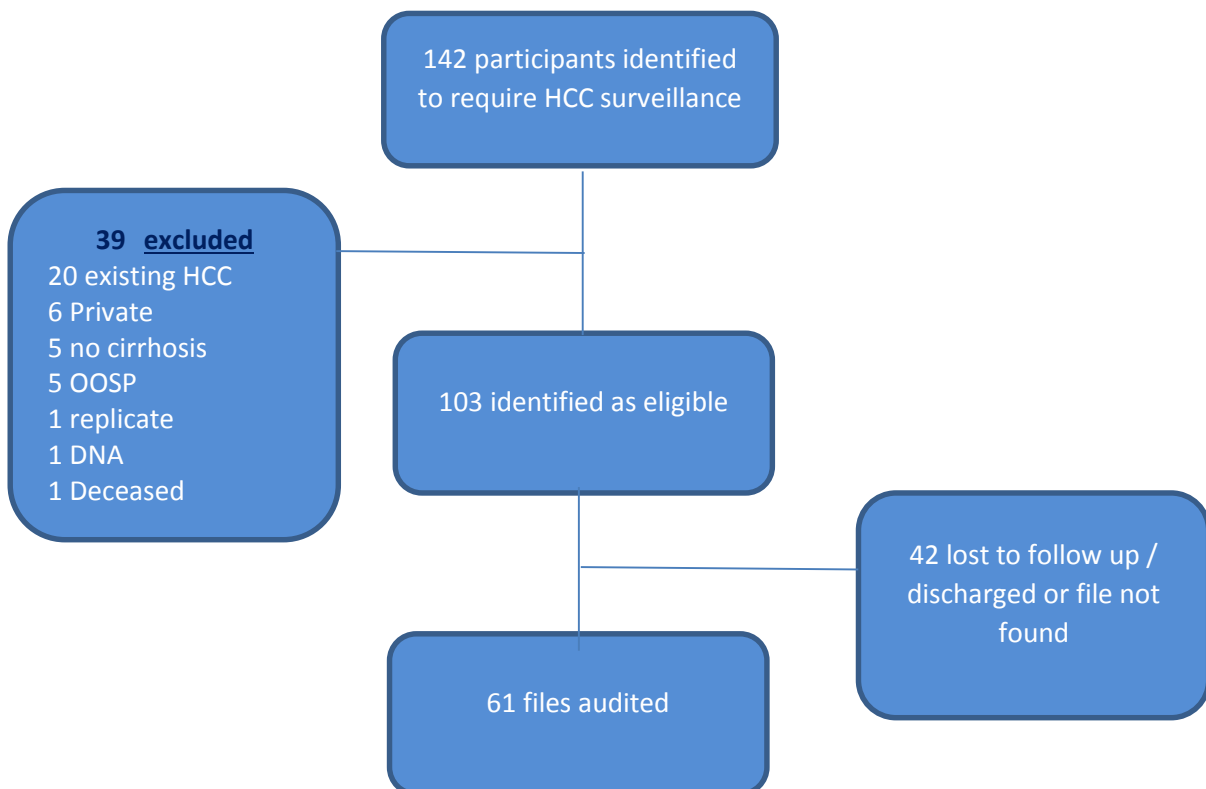 142 participants identified
to require HCC surveillance
39 excluded
20 existing HCC
6 Private
5 no cirrhosis
5 OOSP
1 replicate
1 DNA
1 Deceased
103 identified as eligible
42 lost to follow up /
discharged or file not
found
61 files audited